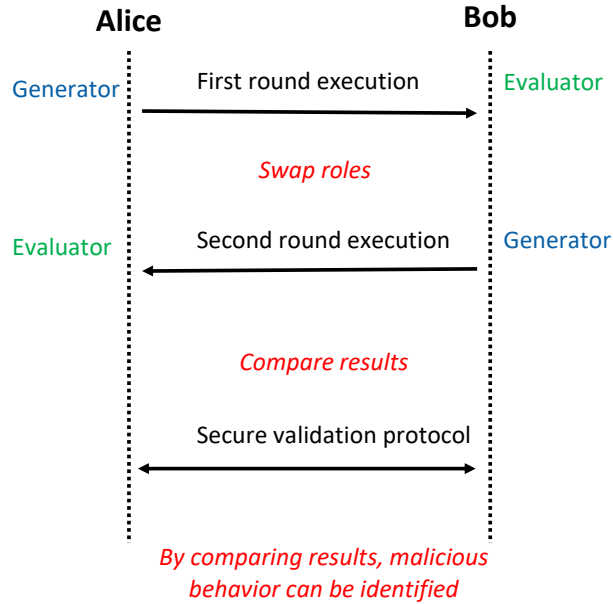 Alice Bob
Generator First round execution Evaluator
Swap roles
Evaluator Second round execution Generator
Compare results
Secure validation protocol
By comparing results, malicious
behavior can be identified